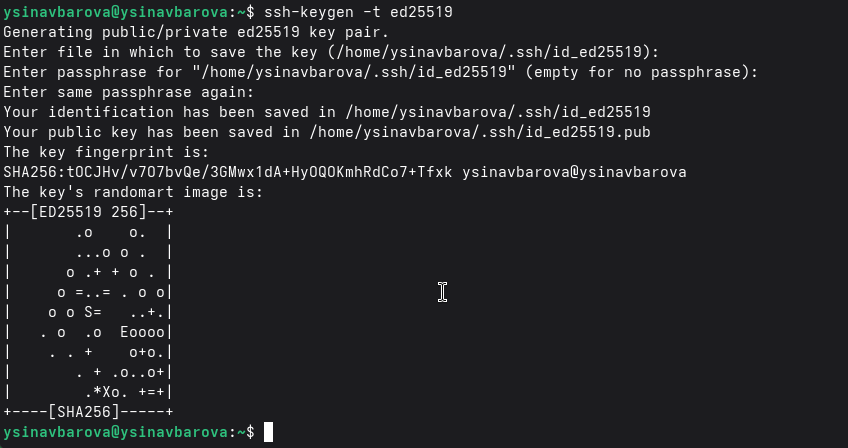 ysinavbarova@ysinavbarova:~$ ssh-keygen -t ed25519
Generating public/private ed25519 key pair.
Enter file in which to save the key (/home/ysinavbarova/.ssh/id_ed25519):
Enter passphrase for "/home/ysinavbarova/.ssh/id_ed25519" (empty for no passphrase):
Enter same passphrase again:
Your identification has been saved in /home/ysinavbarova/.ssh/id_ed25519
Your public key has been saved in /home/ysinavbarova/.ssh/id_ed25519.pub
The key fingerprint is:
SHA256:tOCJHv/v7O7bvQe/3GMwx1dA+HyOQOKmhRdCo7+Tfxk ysinavbarova@ysinavbarova
The key's randomart image is:
+--[ED25519 256]--+
|       .o    o.  |
|       ...o o .  |
|      o .+ + o . |
|     o =..= . o o|
|    o o S=   ..+.|
|   . o  .o  Eoooo|
|    . . +    o+o.|
|       . + .o..o+|
|        .*Xo. +=+|
+----[SHA256]-----+
ysinavbarova@ysinavbarova:~$